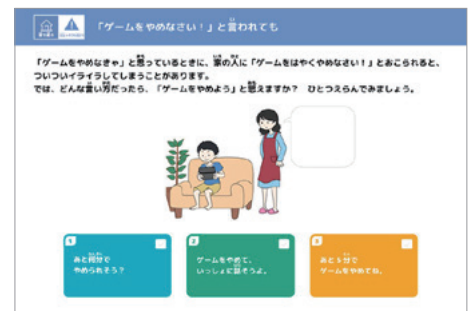 「ゲームをやめなさい！」と言われても
「ゲームをやめなきゃ」と思っているときに、家の人に「ゲームをはやくやめなさい！」とおこられると、
ついついイライラしてしまうことがあります。
では、どんな言い方だったら、「ゲームをやめよう」と思えますか？ ひとつえらんでみましょう。
1
あと何分で
やめられそう？
2
ゲームをやめて、
いっしょに話そうよ。
3
あと5分で
ゲームをやめてね。